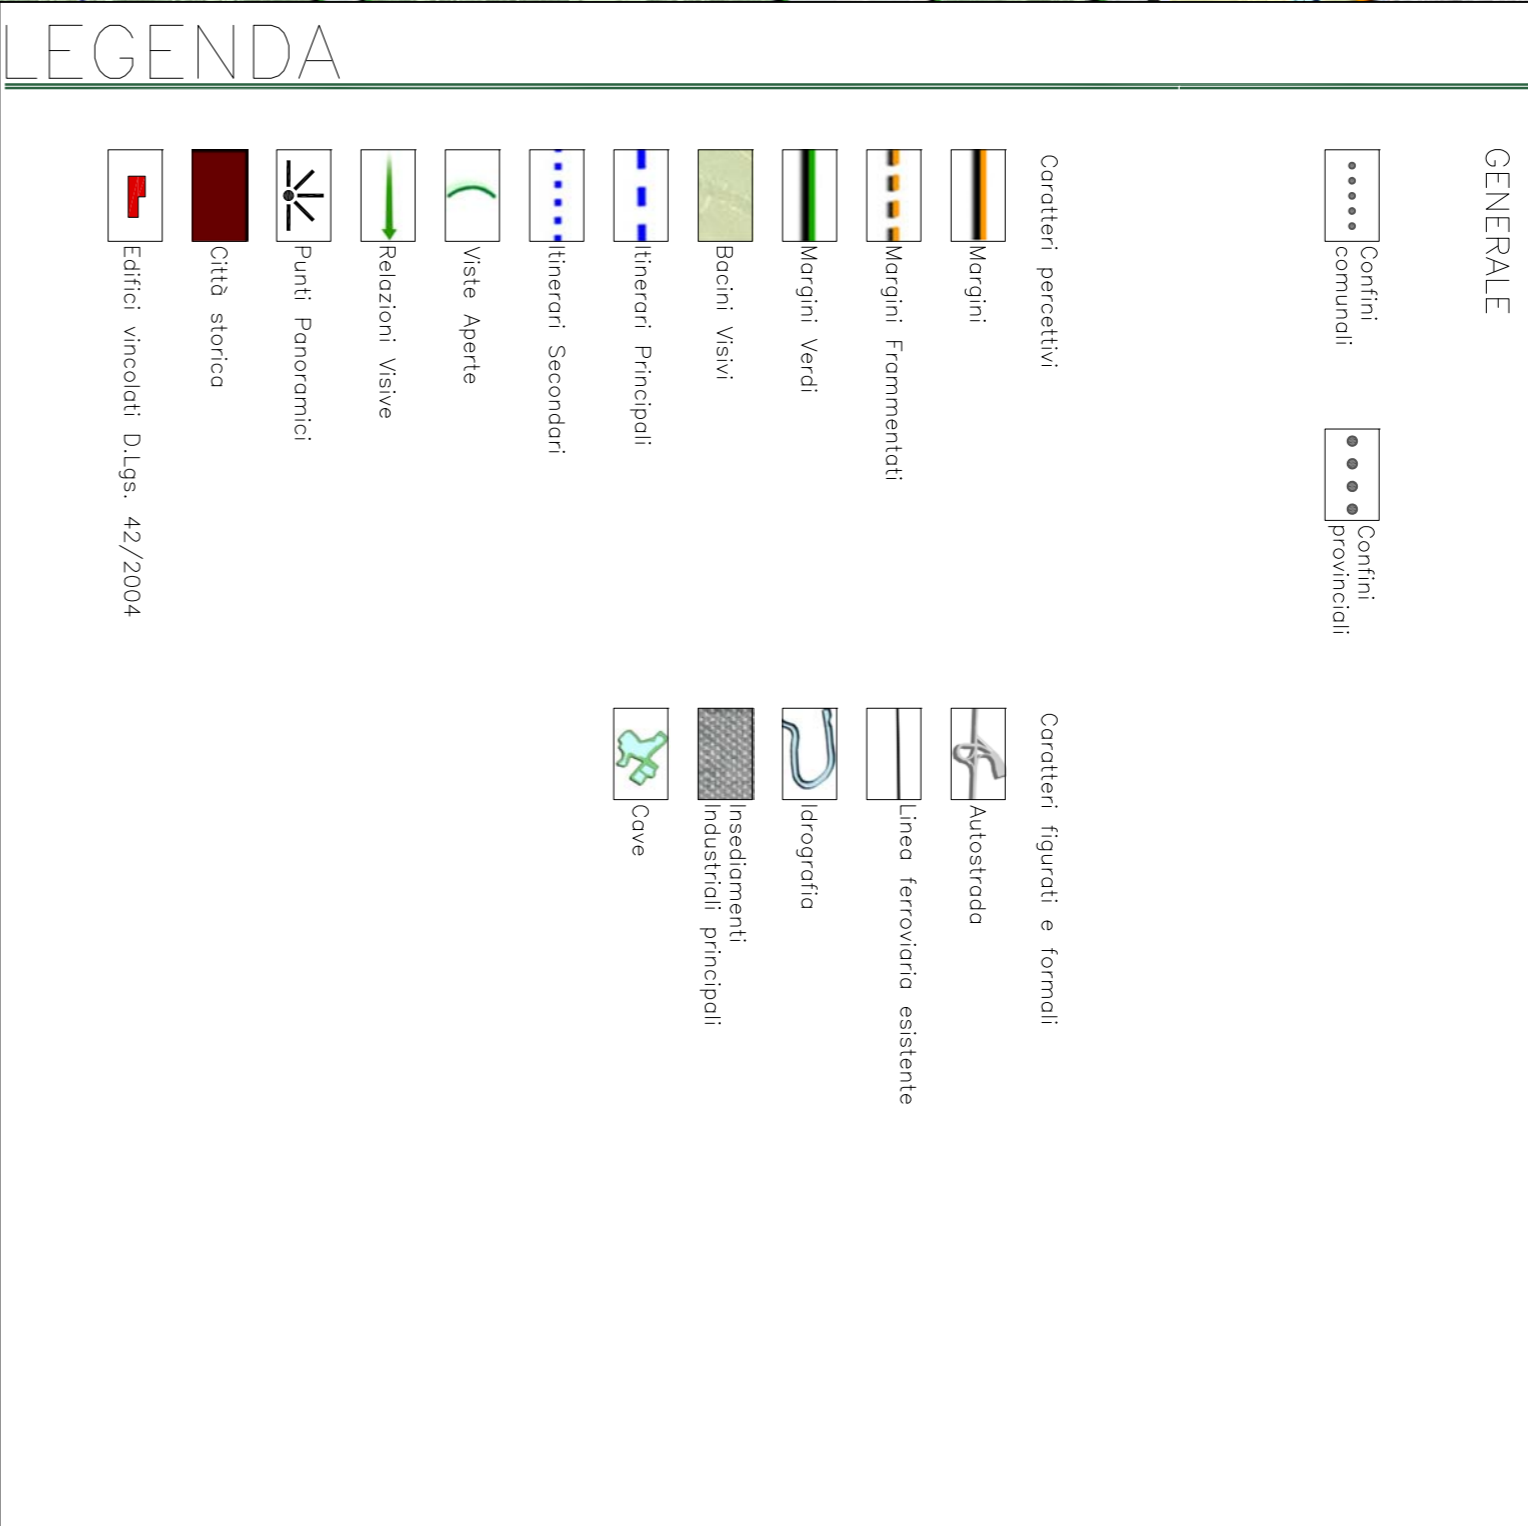 LEGENDA
GENERALE
Confini
comunali
Confini
provinciali
Caratteri percettivi
Margini
Margini Frammentati
Margini Verdi
Bacini Visivi
Itinerari Principali
Itinerari Secondari
Viste Aperte
Relazioni Visive
Punti Panoramici
Città storica
Edifici vincolati D.Lgs. 42/2004
Caratteri figurati e formali
Autostrada
Linea ferroviaria esistente
Idrografia
Insediamenti
Industriali principali
Cave